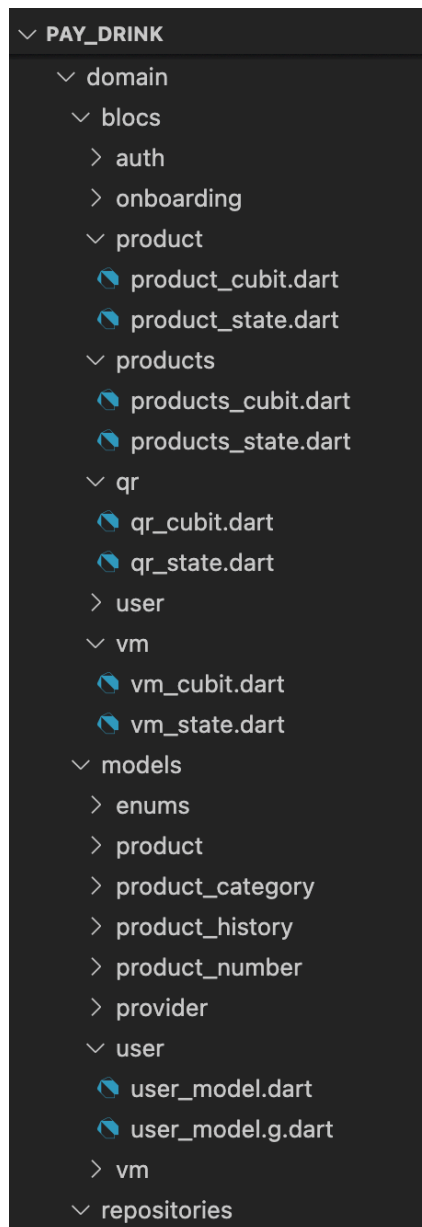 PAY_DRINK
domain
blocs
auth
onboarding
product
product_cubit.dart
product_state.dart
products
products_cubit.dart
products_state.dart
qr
qr_cubit.dart
qr_state.dart
user
vm
vm_cubit.dart
vm_state.dart
models
enums
product
product_category
product_history
product_number
provider
user
user_model.dart
user_model.g.dart
vm
repositories